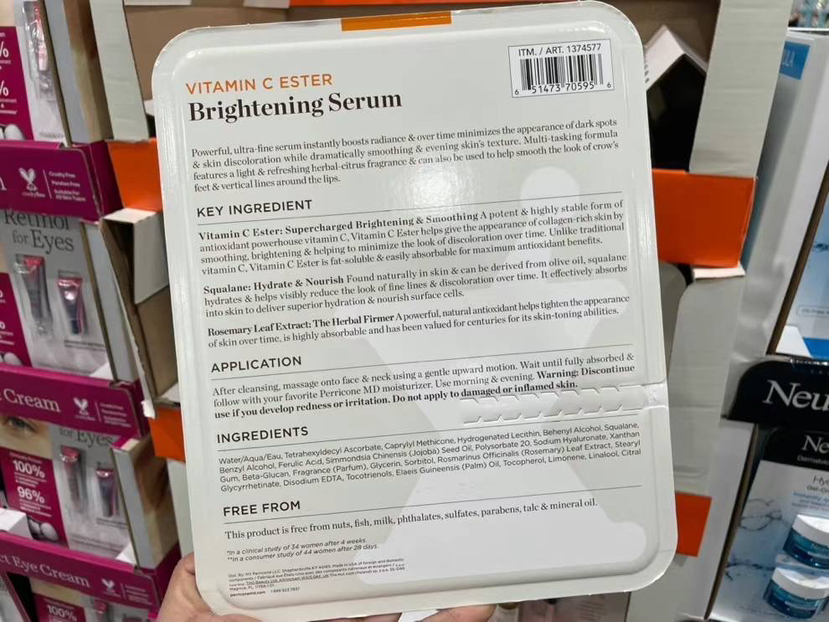 ITM. / ART. 1374577
6 51473 70595 6
VITAMIN C ESTER
Brightening Serum
Powerful, ultra-fine serum instantly boosts radiance & over time minimizes the appearance of dark spots
& skin discoloration while dramatically smoothing & evening skin's texture. Multi-tasking formula
features a light & refreshing herbal-citrus fragrance & can also be used to help smooth the look of crow's
feet & vertical lines around the lips.
KEY INGREDIENT
Vitamin C Ester: Supercharged Brightening & Smoothing A potent & highly stable form of
antioxidant powerhouse vitamin C, Vitamin C Ester helps give the appearance of collagen-rich skin by
smoothing, brightening & helping to minimize the look of discoloration over time. Unlike traditional
vitamin C, Vitamin C Ester is fat-soluble & easily absorbable for maximum antioxidant benefits.
Squalane: Hydrate & Nourish Found naturally in skin & can be derived from olive oil, squalane
hydrates & helps visibly reduce the look of fine lines & discoloration over time. It effectively absorbs
into skin to deliver superior hydration & nourish surface cells.
Rosemary Leaf Extract: The Herbal Firmer A powerful, natural antioxidant helps tighten the appearance
of skin over time, is highly absorbable and has been valued for centuries for its skin-toning abilities.
APPLICATION
After cleansing, massage onto face & neck using a gentle upward motion. Wait until fully absorbed &
follow with your favorite Perricone MD moisturizer. Use morning & evening. Warning: Discontinue
use if you develop redness or irritation. Do not apply to damaged or inflamed skin.
INGREDIENTS
Water/Aqua/Eau, Tetrahexyldecyl Ascorbate, Caprylyl Methicone, Hydrogenated Lecithin, Behenyl Alcohol, Squalane,
Benzyl Alcohol, Ferulic Acid, Simmondsia Chinensis (Jojoba) Seed Oil, Polysorbate 20, Sodium Hyaluronate, Xanthan
Gum, Beta-Glucan, Fragrance (Parfum), Glycerin, Sorbitol, Rosmarinus Officinalis (Rosemary) Leaf Extract, Stearyl
Glycyrrhetinate, Disodium EDTA, Tocotrienols, Elaeis Guineensis (Palm) Oil, Tocopherol, Limonene, Linalool, Citral
FREE FROM
This product is free from nuts, fish, milk, phthalates, sulfates, parabens, talc & mineral oil.
*In a clinical study of 34 women after 4 weeks.
**In a consumer study of 44 women after 28 days.
perriconemd.com
Retinol
for Eyes
Cream
for Eyes
100%
96%
Eye Cream
100%
Neu